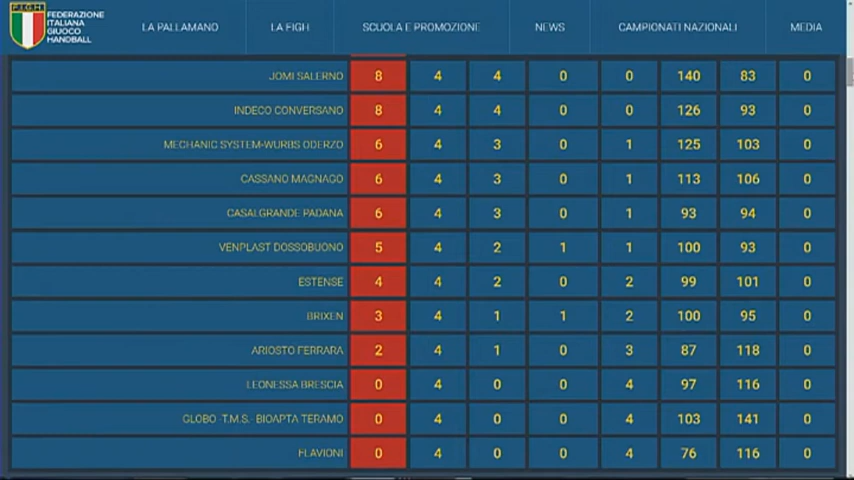 F.I.G.H.
FEDERAZIONE
ITALIANA
GIUOCO
HANDBALL
LA PALLAMANO LA FIGH SCUOLA E PROMOZIONE NEWS CAMPIONATI NAZIONALI MEDIA
JOMI SALERNO 8 4 4 0 0 140 83 0
INDECO CONVERSANO 8 4 4 0 0 126 93 0
MECHANIC SYSTEM-WURBS ODERZO 6 4 3 0 1 125 103 0
CASSANO MAGNAGO 6 4 3 0 1 113 106 0
CASALGRANDE PADANA 6 4 3 0 1 93 94 0
VENPLAST DOSSOBUONO 5 4 2 1 1 100 93 0
ESTENSE 4 4 2 0 2 99 101 0
BRIXEN 3 4 1 1 2 100 95 0
ARIOSTO FERRARA 2 4 1 0 3 87 118 0
LEONESSA BRESCIA 0 4 0 0 4 97 116 0
GLOBO -T.M.S.- BIOAPTA TERAMO 0 4 0 0 4 103 141 0
FLAVIONI 0 4 0 0 4 76 116 0